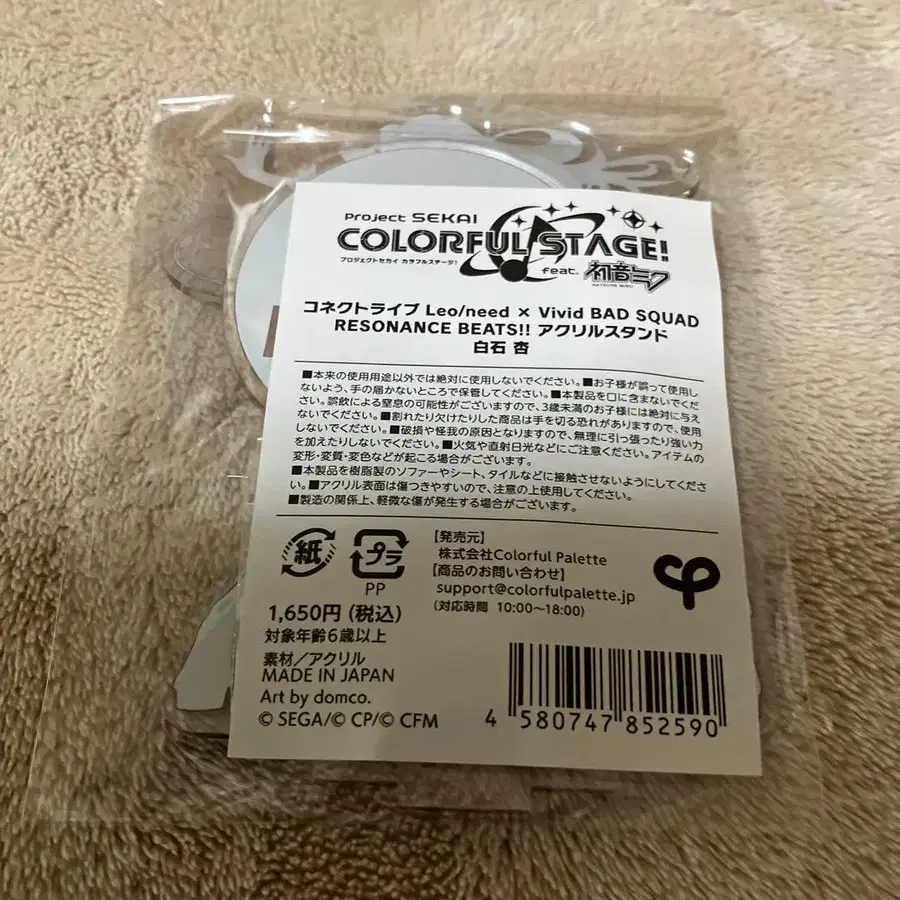 Project SEKAI
COLORFUL STAGE!
プロジェクトセカイ カラフルステージ!
feat. 初音ミク
HATSUNE MIKU
コネクトライブ Leo/need × Vivid BAD SQUAD
RESONANCE BEATS!! アクリルスタンド
白石 杏
■本来の使用用途以外では絶対に使用しないでください。■お子様が誤って使用し
ないよう、手の届かないところで保管してください。■本製品を口に含まないでくだ
さい。誤飲による窒息の可能性がございますので、3歳未満のお子様には絶対に与え
ないでください。■割れたり欠けたりした商品は手を切る恐れがありますので、使用
しないでください。■破損や怪我の原因となりますので、無理に引っ張ったり強い力
を加えたりしないでください。■火気や直射日光などにご注意ください。アイテムの
変形・変質・変色などが起こる場合がございます。
■本製品を樹脂製のソファーやシート、タイルなどに接触させないようにしてくださ
い。■アクリル表面は傷つきやすいので、注意の上使用してください。
■製造の関係上、軽微な傷が発生する場合がございます。
紙
プラ
PP
【発売元】
株式会社Colorful Palette
【商品のお問い合わせ】
support@colorfulpalette.jp
(対応時間 10:00〜18:00)
1,650円(税込)
対象年齢6歳以上
素材/アクリル
MADE IN JAPAN
Art by domco.
© SEGA/© CP/© CFM
4 580747 852590